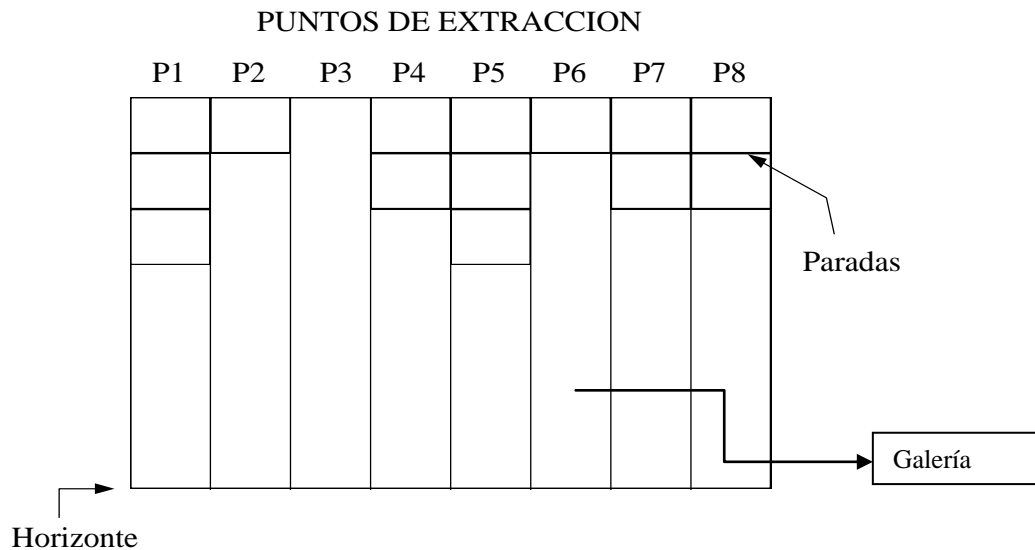 PUNTOS DE EXTRACCION
P1 P2 P3 P4 P5 P6 P7 P8
Paradas
Galería
Horizonte